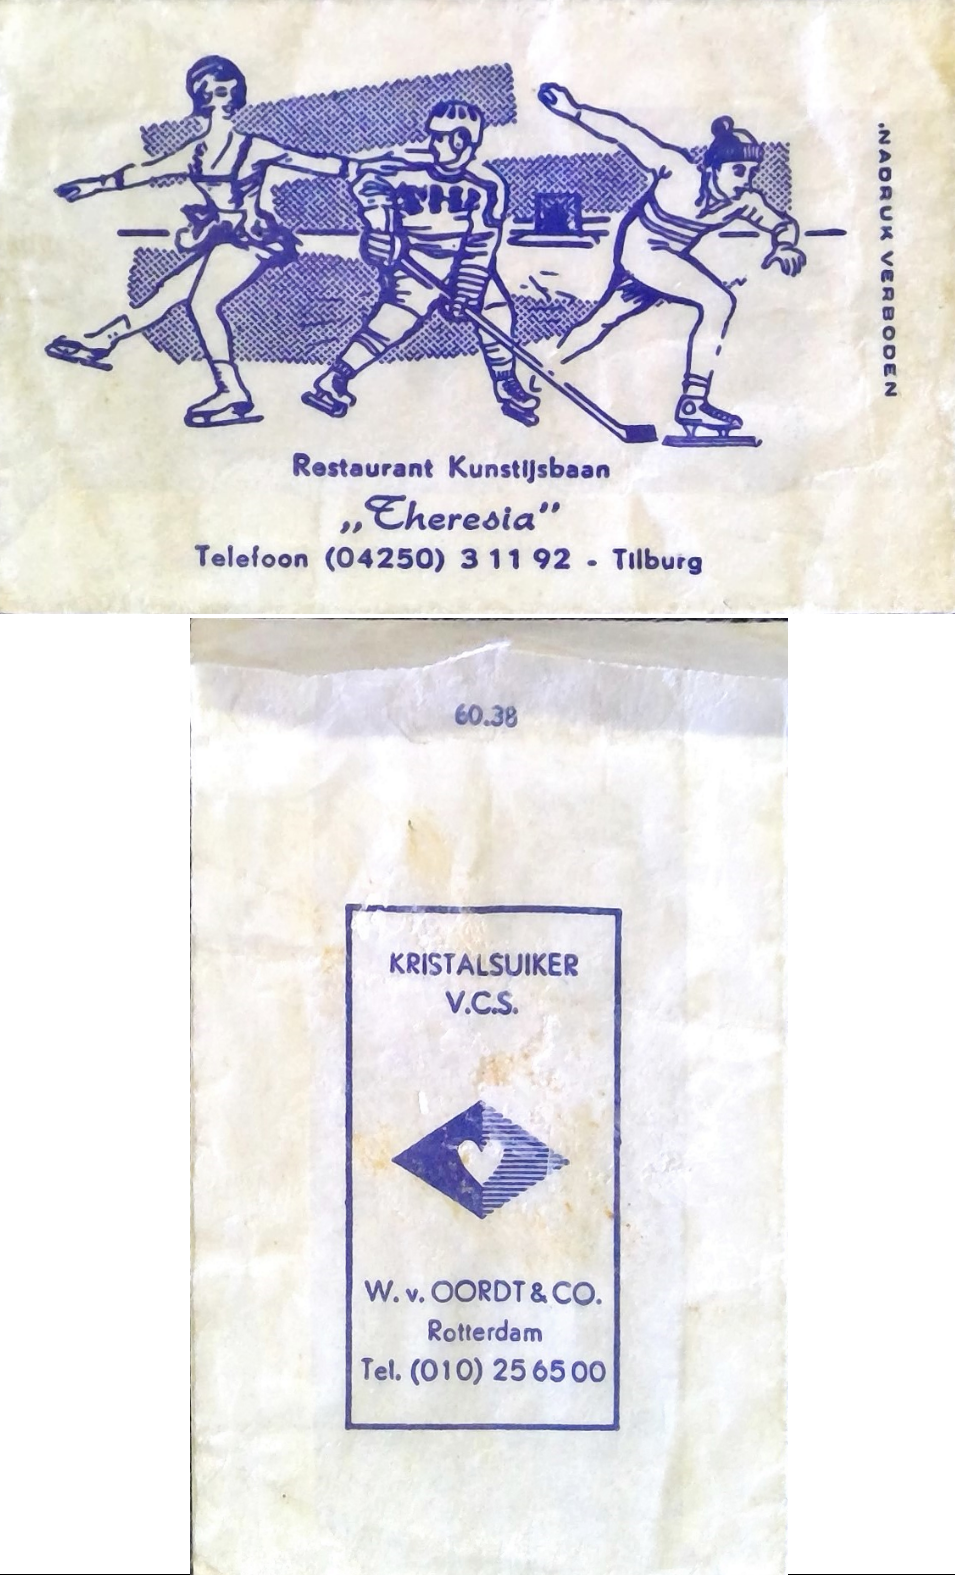 Restaurant Kunstijsbaan
„Theresia”
Telefoon (04250) 3 11 92 - Tilburg
NADRUK VERBODEN
60.38
KRISTALSUIKER
V.C.S.
W. v. OORDT & CO.
Rotterdam
Tel. (010) 25 65 00